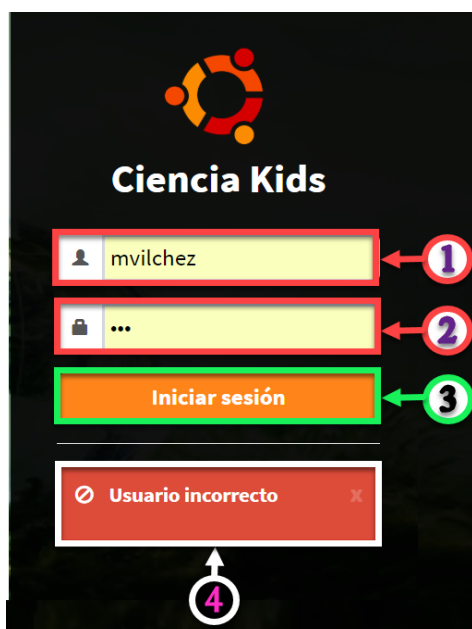 Ciencia Kids
mvilchez
1
•••
2
Iniciar sesión
3
Usuario incorrecto x
4